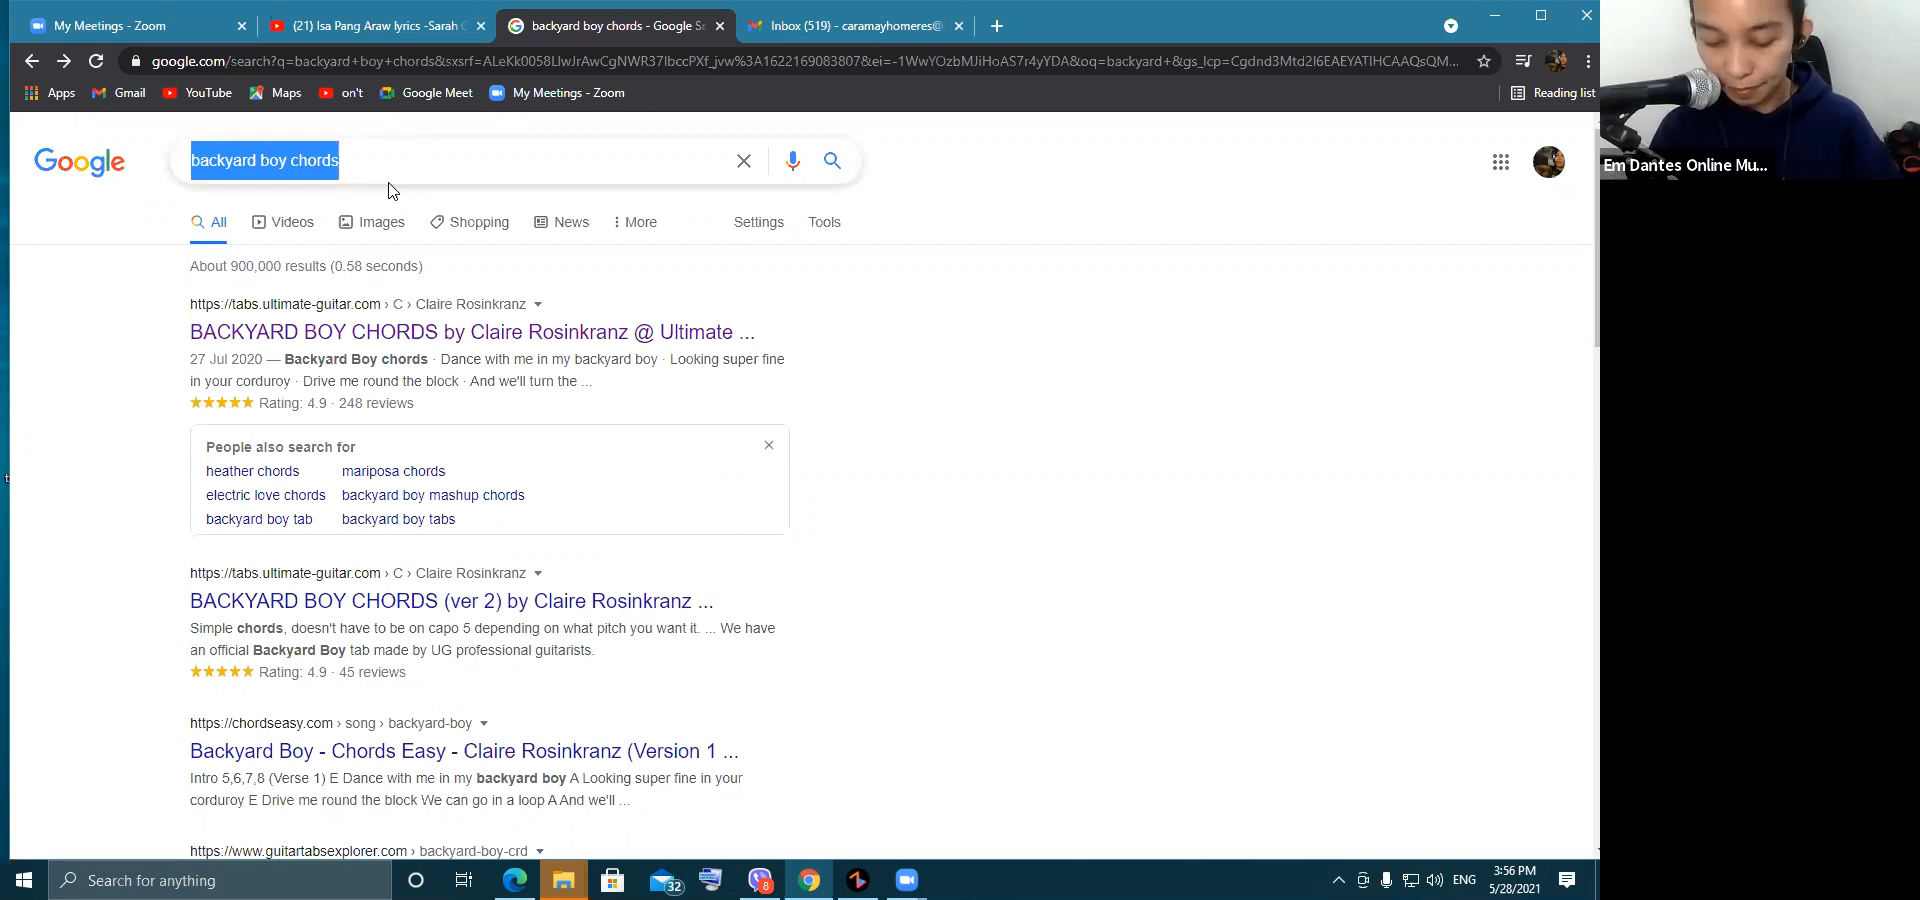 My Meetings - Zoom
(21) Isa Pang Araw lyrics -Sarah G
backyard boy chords - Google Se
Inbox (519) - caramayhomeres@
google.com/search?q=backyard+boy+chords&sxsrf=ALeKk0058LlwJrAwCgNWR37lbccPXf_jvw%3A1622169083807&ei=-1WwYOzbMJiHoAS7r4yYDA&oq=backyard+&gs_lcp=Cgdnd3Mtd2l6EAEYATIHCAAQsQM...
Apps
Gmail
YouTube
Maps
on't
Google Meet
My Meetings - Zoom
Reading list
Google
backyard boy chords
Em Dantes Online Mu...
All
Videos
Images
Shopping
News
More
Settings
Tools
About 900,000 results (0.58 seconds)
https://tabs.ultimate-guitar.com › C › Claire Rosinkranz
BACKYARD BOY CHORDS by Claire Rosinkranz @ Ultimate ...
27 Jul 2020 — Backyard Boy chords · Dance with me in my backyard boy · Looking super fine
in your corduroy · Drive me round the block · And we'll turn the ...
Rating: 4.9 · 248 reviews
People also search for
heather chords
mariposa chords
electric love chords
backyard boy mashup chords
backyard boy tab
backyard boy tabs
https://tabs.ultimate-guitar.com › C › Claire Rosinkranz
BACKYARD BOY CHORDS (ver 2) by Claire Rosinkranz ...
Simple chords, doesn't have to be on capo 5 depending on what pitch you want it. ... We have
an official Backyard Boy tab made by UG professional guitarists.
Rating: 4.9 · 45 reviews
https://chordseasy.com › song › backyard-boy
Backyard Boy - Chords Easy - Claire Rosinkranz (Version 1 ...
Intro 5,6,7,8 (Verse 1) E Dance with me in my backyard boy A Looking super fine in your
corduroy E Drive me round the block We can go in a loop A And we'll ...
https://www.guitartabsexplorer.com › backyard-boy-crd
Search for anything
32
8
ENG
3:56 PM
5/28/2021